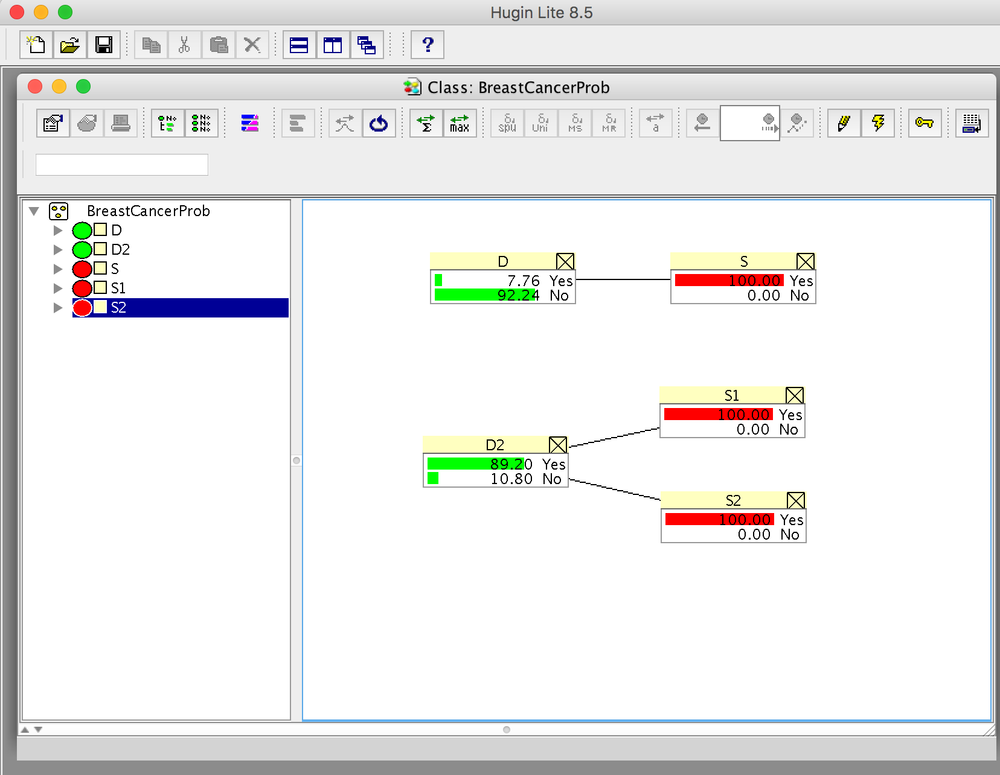 Hugin Lite 8.5
?
Class: BreastCancerProb
Σ
max
spu
Uni
MS
MR
a
BreastCancerProb
D
D2
S
S1
S2
D
7.76 Yes
92.24 No
S
100.00 Yes
0.00 No
S1
100.00 Yes
0.00 No
D2
89.20 Yes
10.80 No
S2
100.00 Yes
0.00 No